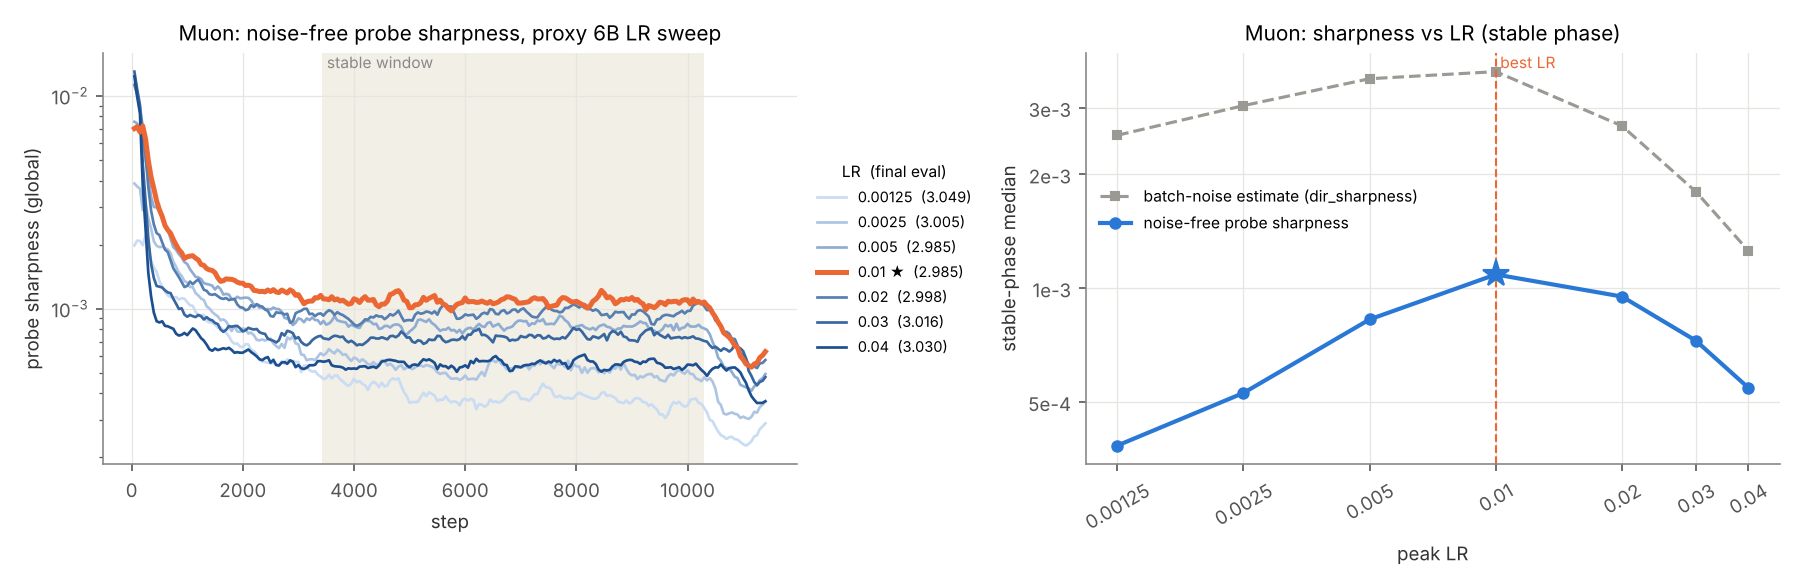 Muon: noise-free probe sharpness, proxy 6B LR sweep
stable window
10⁻²
10⁻³
probe sharpness (global)
0
2000
4000
6000
8000
10000
step
LR (final eval)
0.00125 (3.049)
0.0025 (3.005)
0.005 (2.985)
0.01 ★ (2.985)
0.02 (2.998)
0.03 (3.016)
0.04 (3.030)
Muon: sharpness vs LR (stable phase)
best LR
3e-3
2e-3
1e-3
5e-4
stable-phase median
batch-noise estimate (dir_sharpness)
noise-free probe sharpness
0.00125
0.0025
0.005
0.01
0.02
0.03
0.04
peak LR